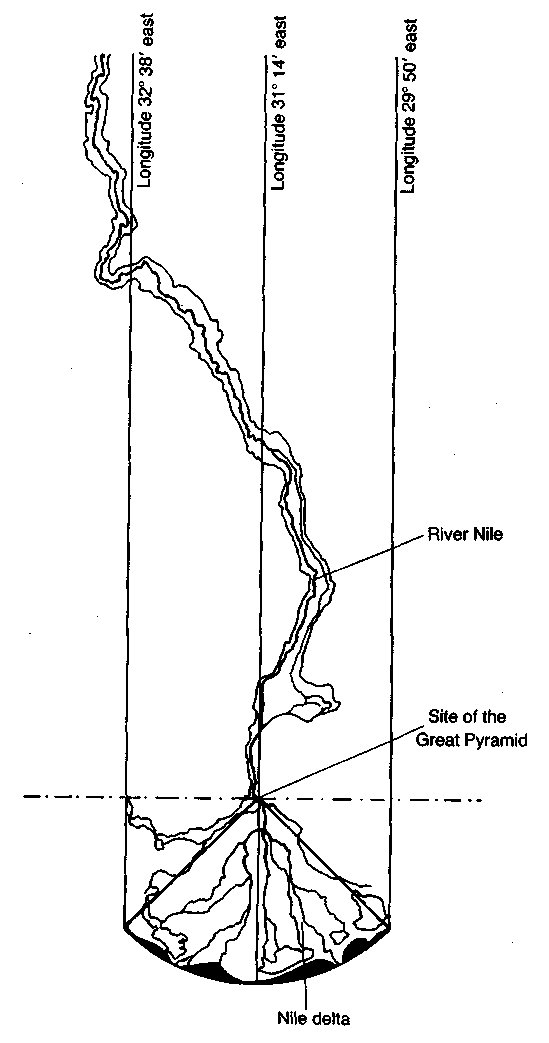 Longitude 32° 38' east
Longitude 31° 14' east
Longitude 29° 50' east
River Nile
Site of the
Great Pyramid
Nile delta